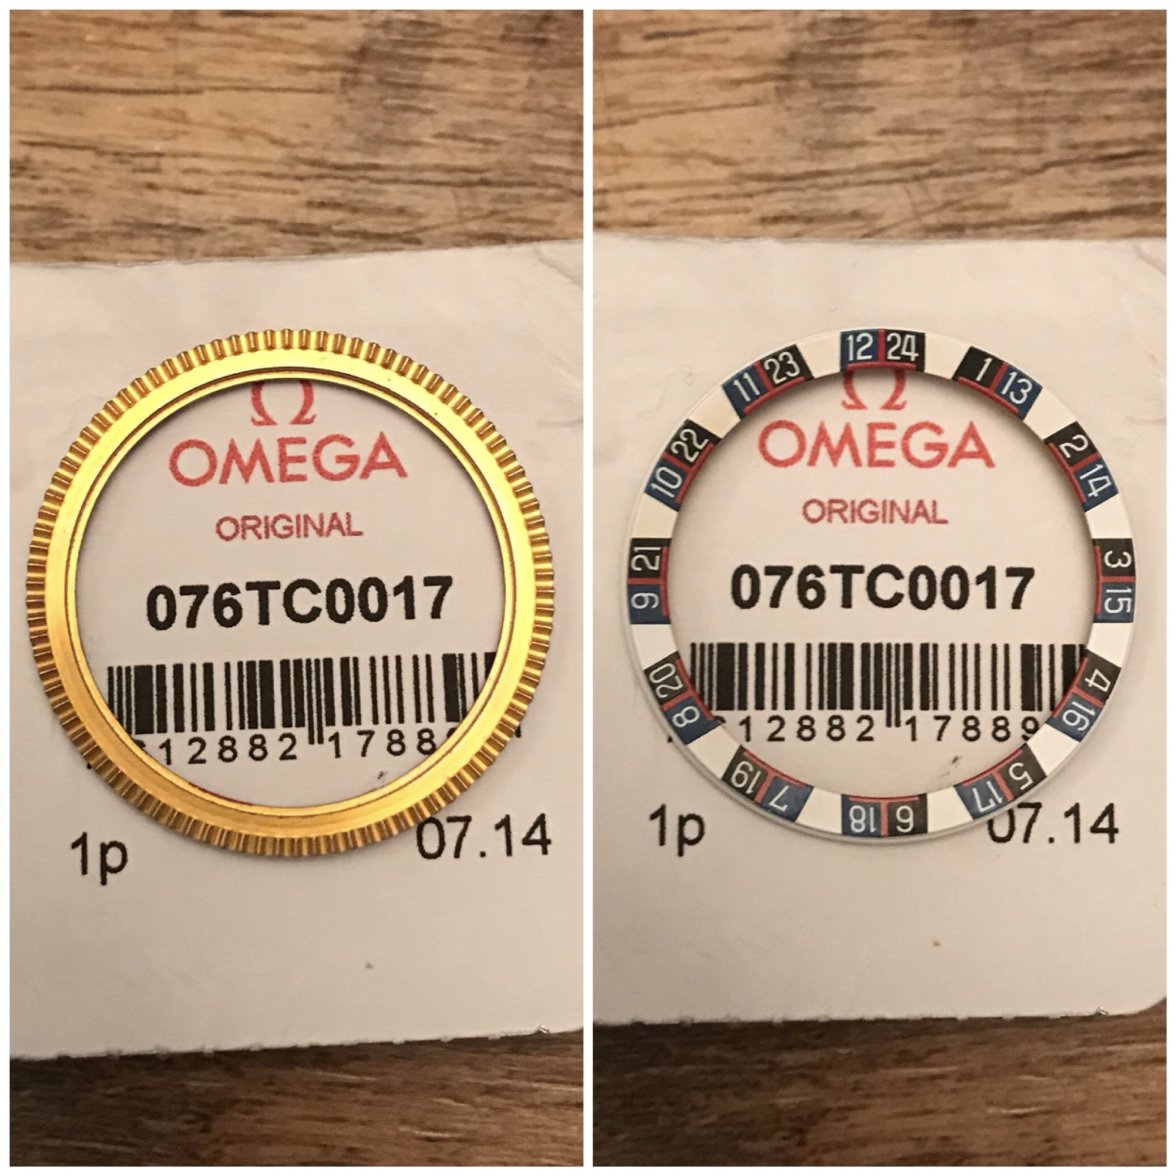 Ω
OMEGA
ORIGINAL
076TC0017
12882 1788
1p 07.14
12 24
1 13
2 14
3 15
4 16
5 17
6 18
7 19
8 20
9 21
10 22
11 23
Ω
OMEGA
ORIGINAL
076TC0017
12882 17889
1p 07.14